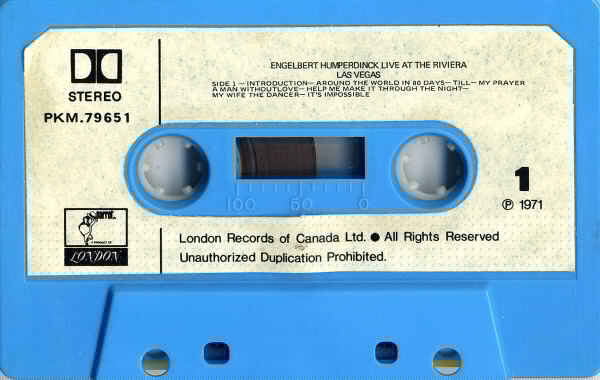 ENGELBERT HUMPERDINCK LIVE AT THE RIVIERA
LAS VEGAS
SIDE 1 — INTRODUCTION— AROUND THE WORLD IN 80 DAYS— TILL— MY PRAYER
A MAN WITHOUTLOVE— HELP ME MAKE IT THROUGH THE NIGHT—
MY WIFE THE DANCER— IT'S IMPOSSIBLE
STEREO
PKM.79651
100 50 0
1
℗ 1971
A PRODUCT OF
LONDON
London Records of Canada Ltd. ● All Rights Reserved
Unauthorized Duplication Prohibited.